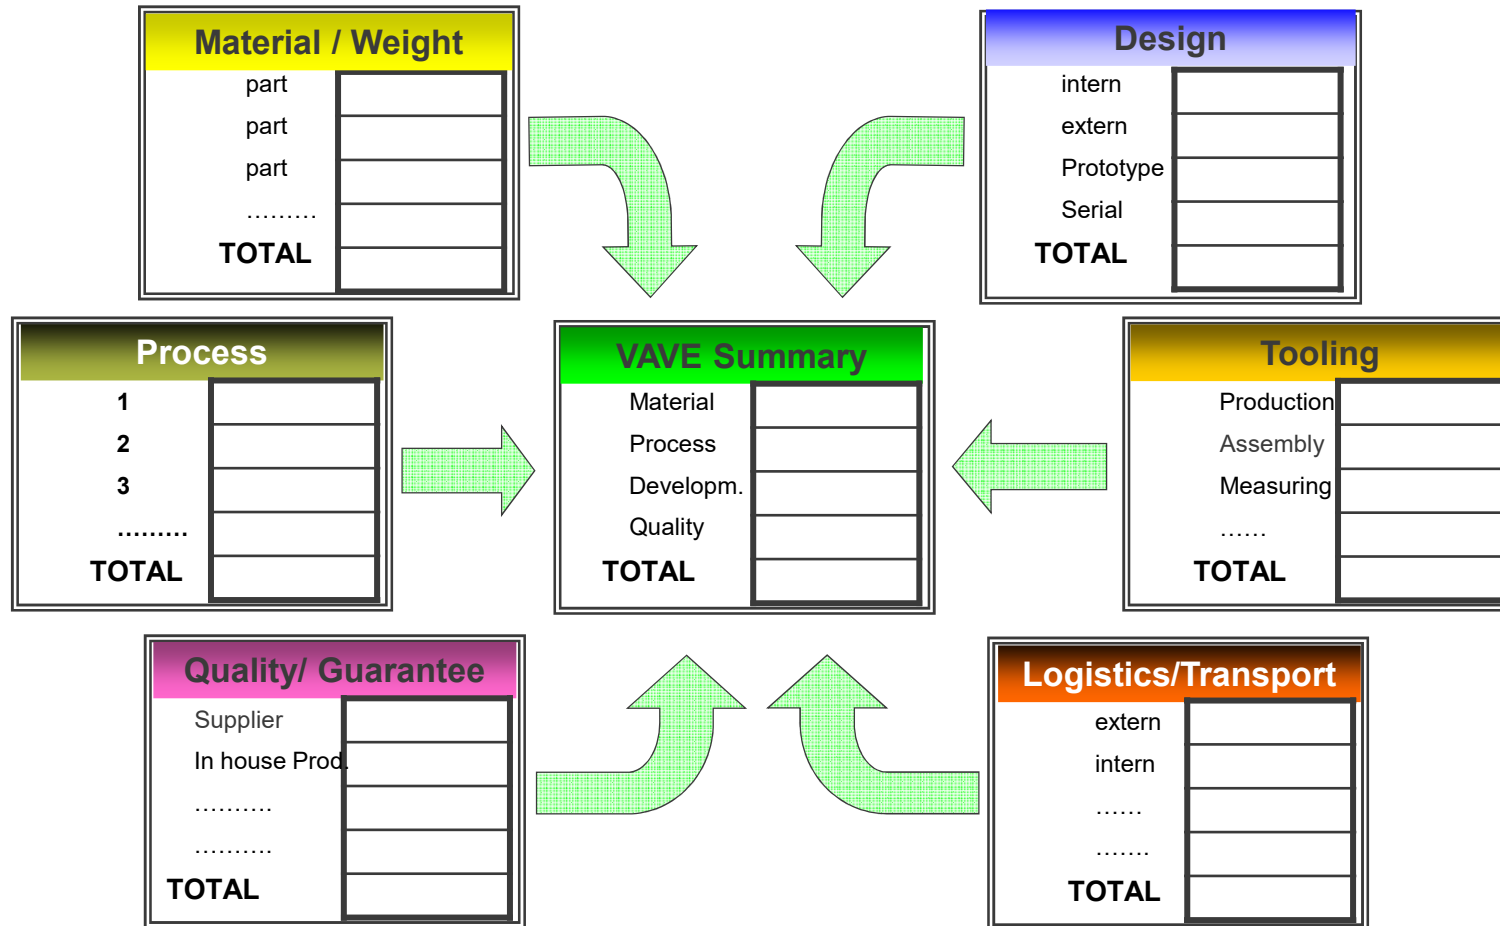 Material / Weight
part
part
part
………
TOTAL
Design
intern
extern
Prototype
Serial
TOTAL
Process
1
2
3
………
TOTAL
VAVE Summary
Material
Process
Developm.
Quality
TOTAL
Tooling
Production
Assembly
Measuring
……
TOTAL
Quality/ Guarantee
Supplier
In house Prod.
……….
……….
TOTAL
Logistics/Transport
extern
intern
……
…….
TOTAL